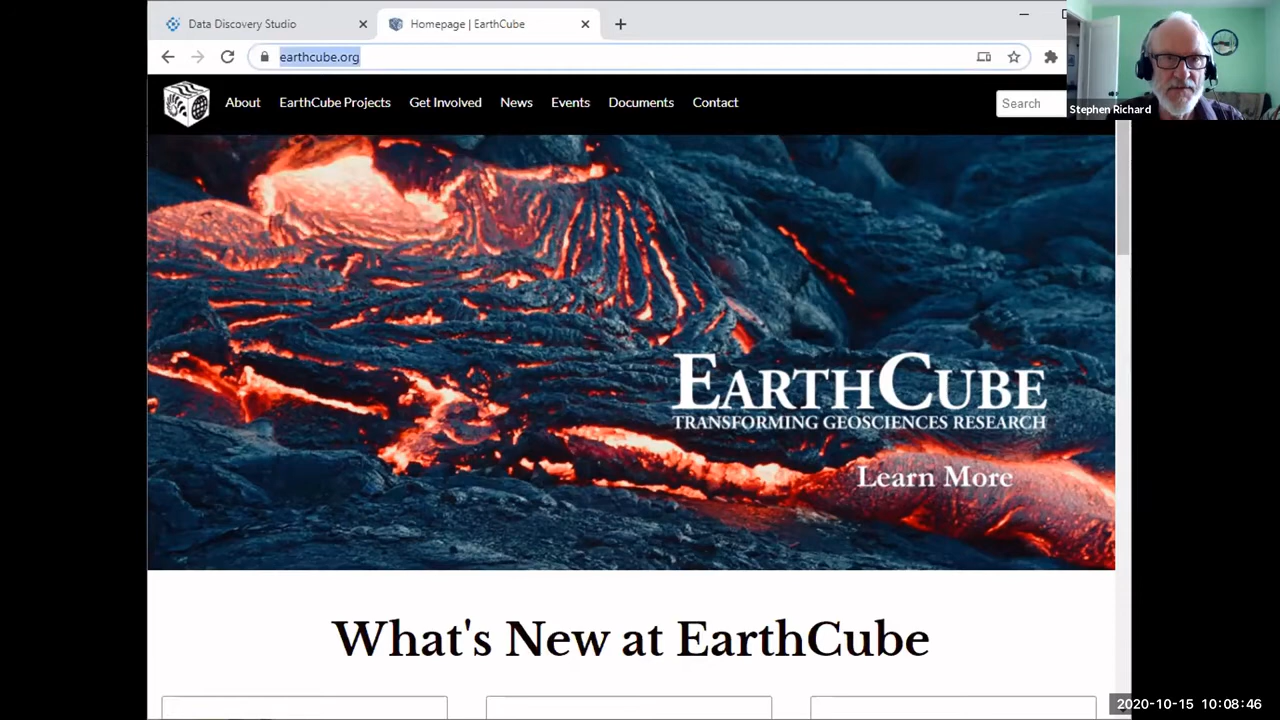 Data Discovery Studio
Homepage | EarthCube
earthcube.org
Stephen Richard
About
EarthCube Projects
Get Involved
News
Events
Documents
Contact
Search
EARTHCUBE
TRANSFORMING GEOSCIENCES RESEARCH
Learn More
What's New at EarthCube
2020-10-15 10:08:46